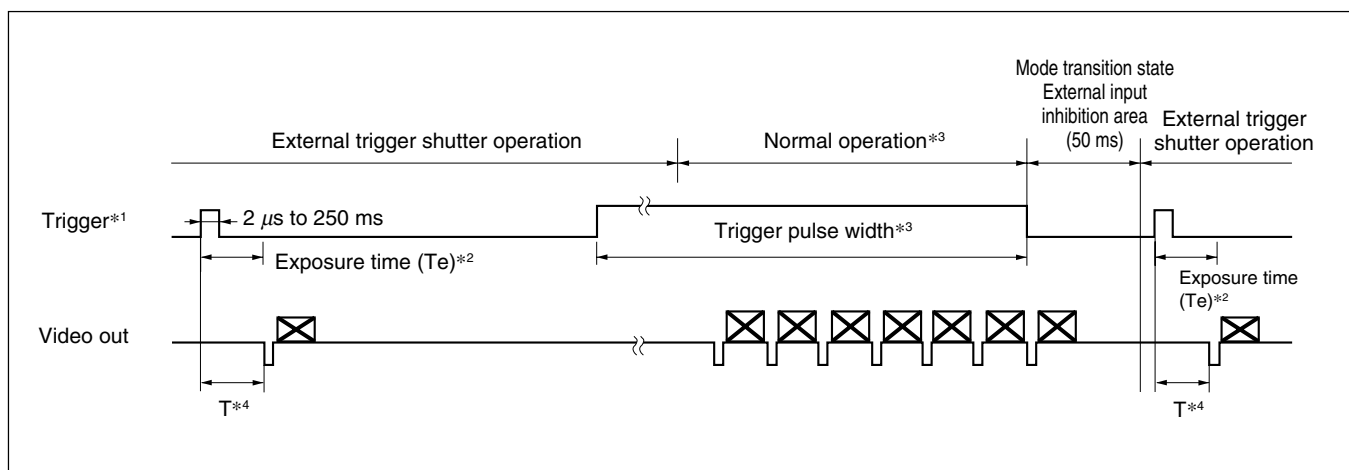 Mode transition state
External input
inhibition area
(50 ms)
External trigger shutter operation
Normal operation*3
External trigger
shutter operation
Trigger*1
2 μs to 250 ms
Trigger pulse width*3
Exposure time (Te)*2
Exposure time
(Te)*2
Video out
T*4
T*4